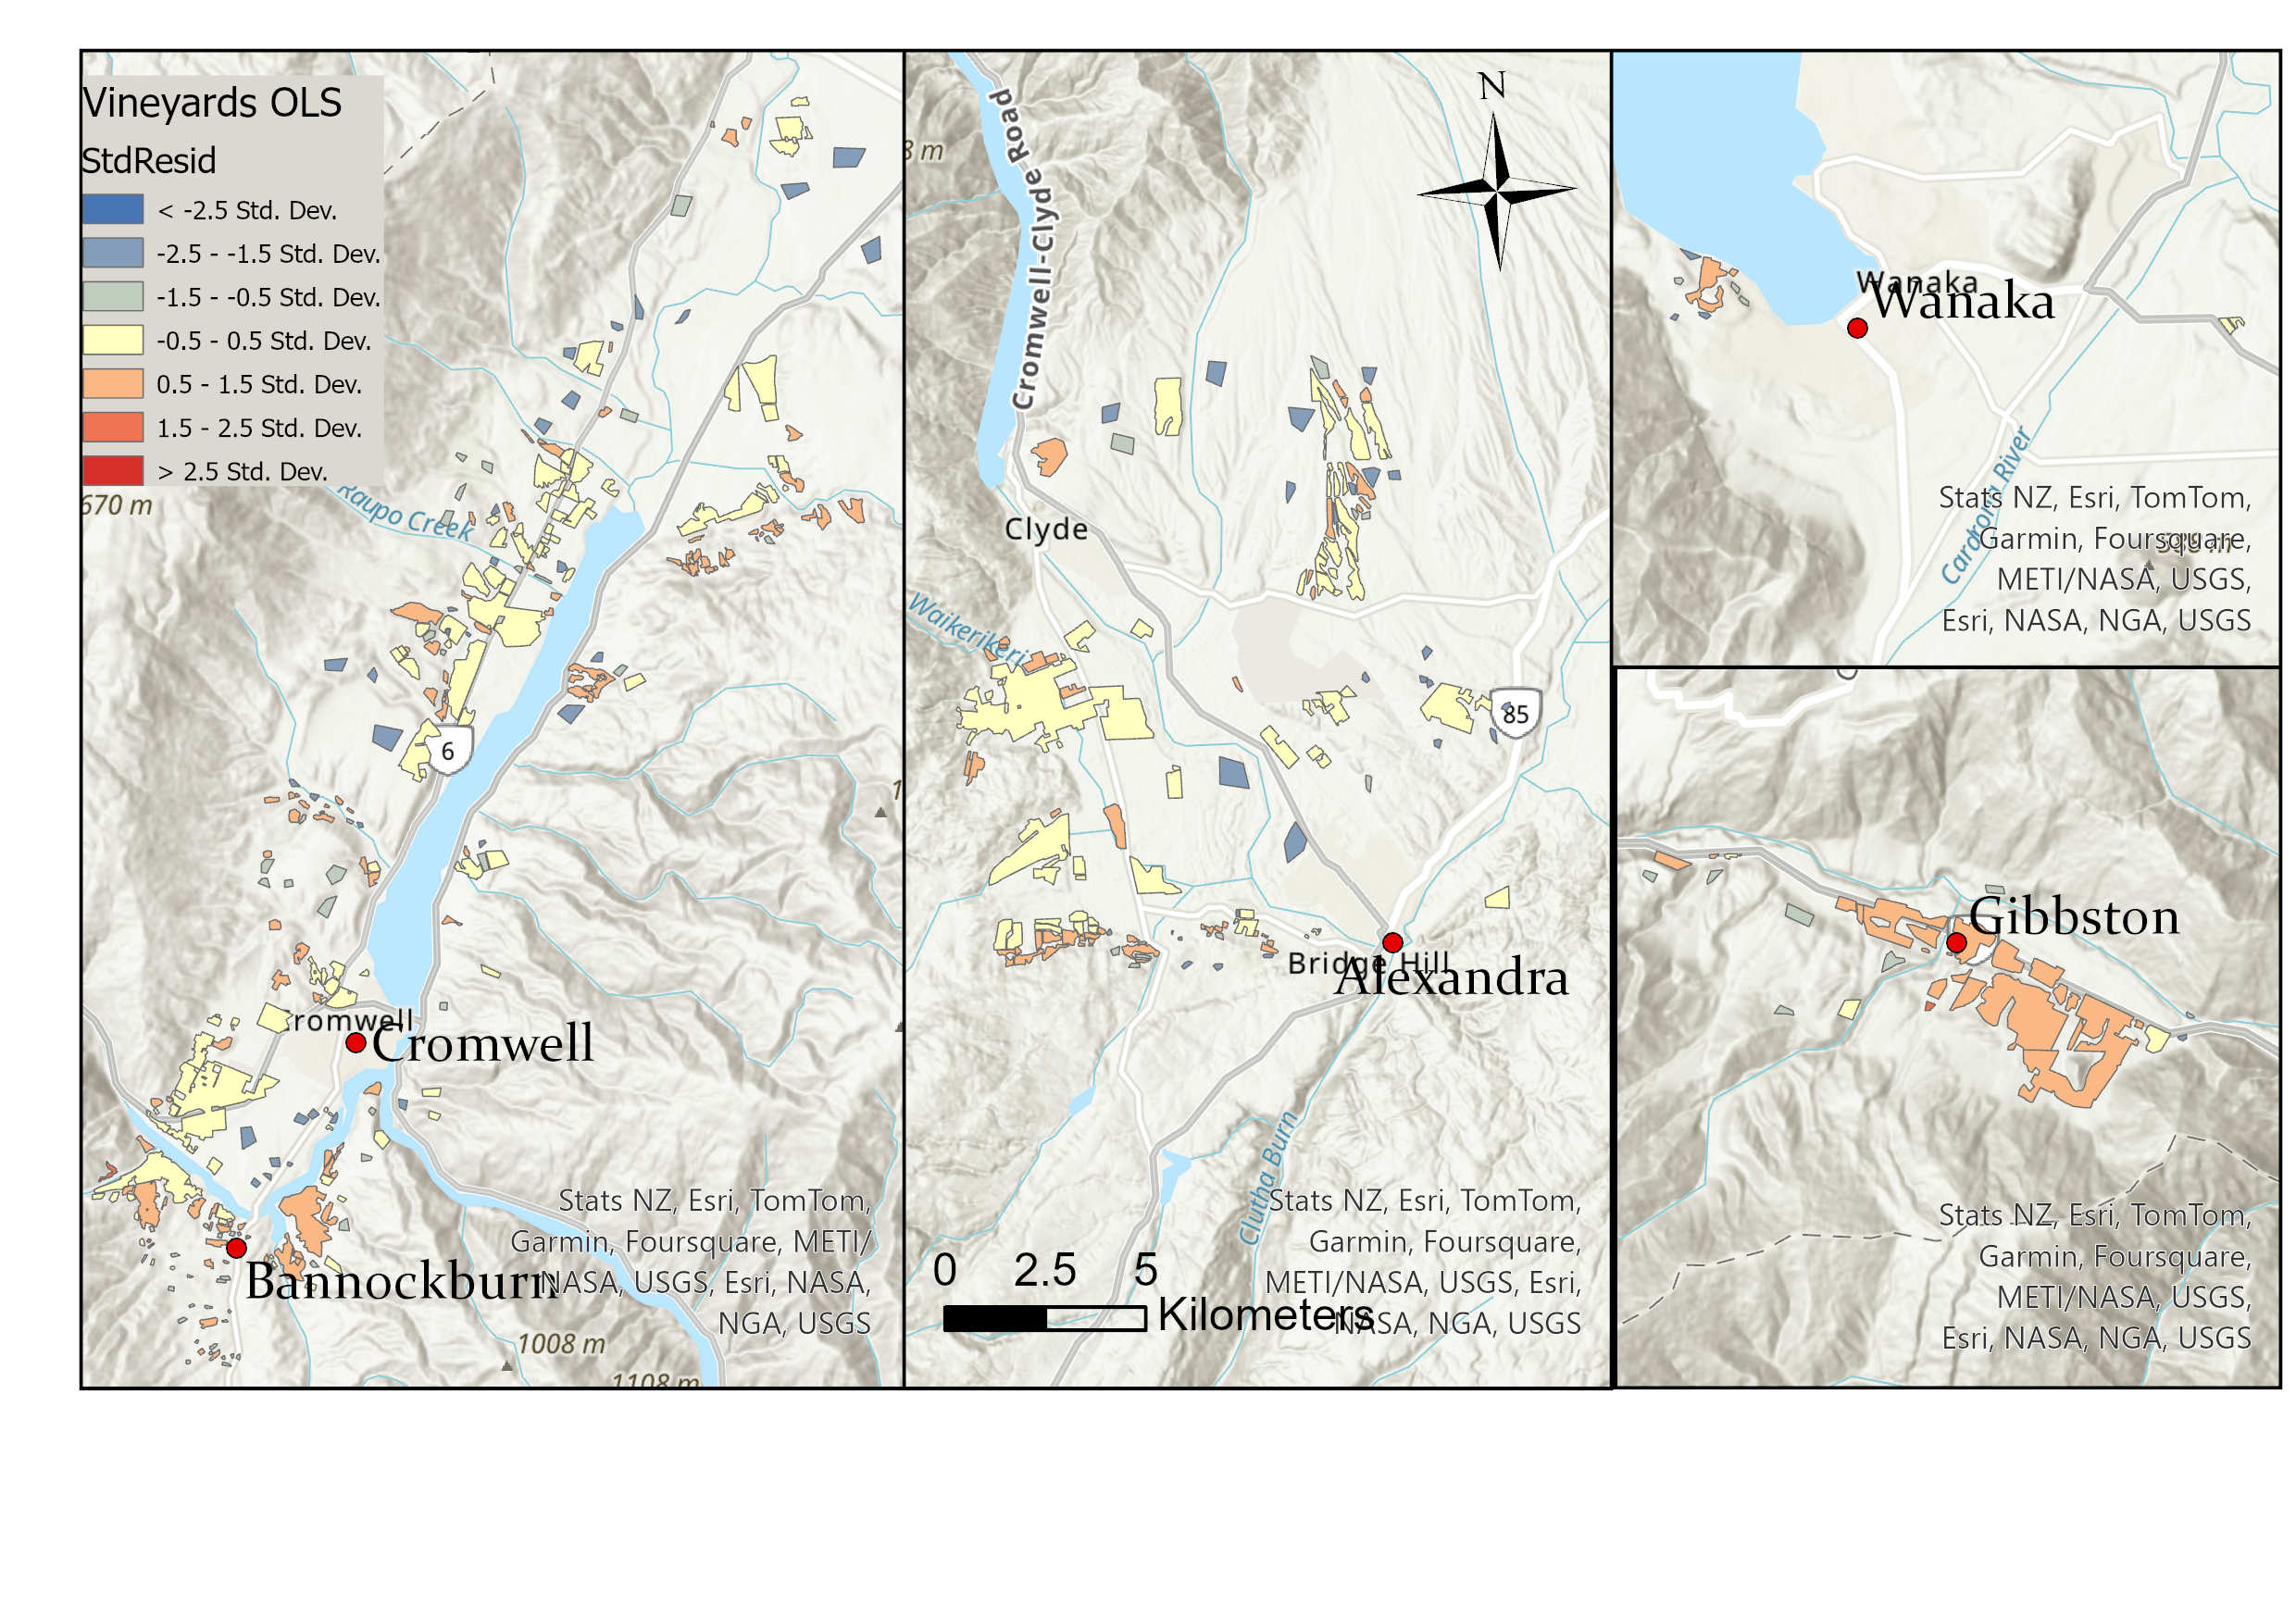 Vineyards OLS
StdResid
< -2.5 Std. Dev.
-2.5 - -1.5 Std. Dev.
-1.5 - -0.5 Std. Dev.
-0.5 - 0.5 Std. Dev.
0.5 - 1.5 Std. Dev.
1.5 - 2.5 Std. Dev.
> 2.5 Std. Dev.
670 m
Raupo Creek
6
Cromwell
Bannockburn
Stats NZ, Esri, TomTom,
Garmin, Foursquare, METI/
NASA, USGS, Esri, NASA,
NGA, USGS
1008 m
1108 m
8 m
Cromwell-Clyde Road
N
Clyde
Waikerikeri
85
Bridge Hill
Alexandra
Clutha Burn
0 2.5 5
Kilometers
Stats NZ, Esri, TomTom,
Garmin, Foursquare,
METI/NASA, USGS, Esri,
NASA, NGA, USGS
Wanaka
Wanaka
Cardrona River
Stats NZ, Esri, TomTom,
Garmin, Foursquare,
METI/NASA, USGS,
Esri, NASA, NGA, USGS
Gibbston
Stats NZ, Esri, TomTom,
Garmin, Foursquare,
METI/NASA, USGS,
Esri, NASA, NGA, USGS